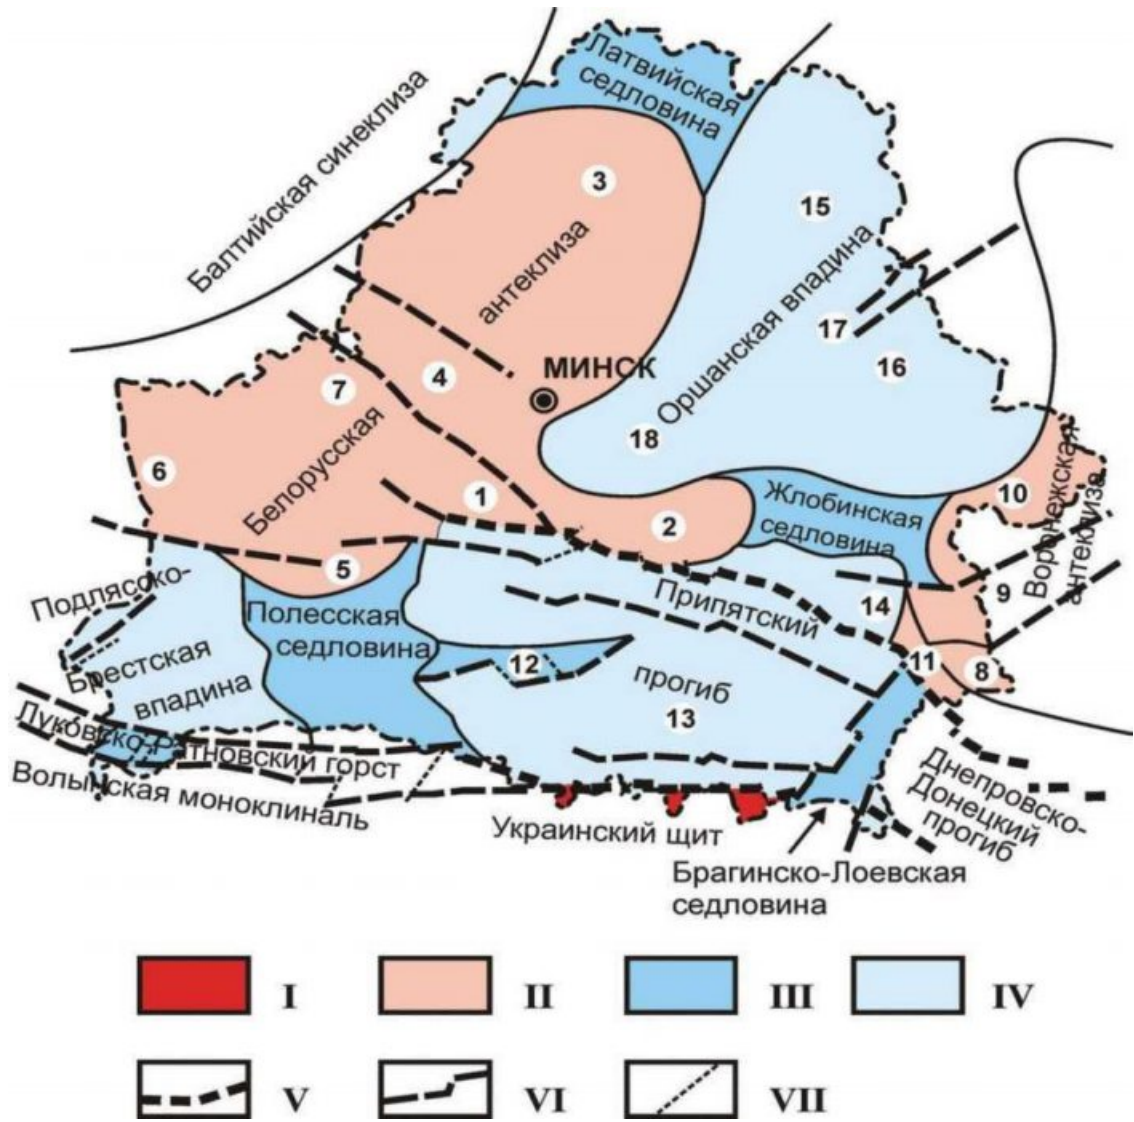 Латвийская
седловина
Балтийская синеклиза
3
15
антеклиза
Оршанская впадина
17
16
4
МИНСК
7
18
6
Белорусская
1
2
Жлобинская
седловина
10
Воронежская
антеклиза
9
5
Подлясско-
Брестская
впадина
Полесская
седловина
Припятский
прогиб
14
12
13
11
8
Луковско-Ратновский горст
Волынская моноклиналь
Украинский щит
Днепровско-
Донецкий
прогиб
Брагинско-Лоевская
седловина
I
II
III
IV
V
VI
VII